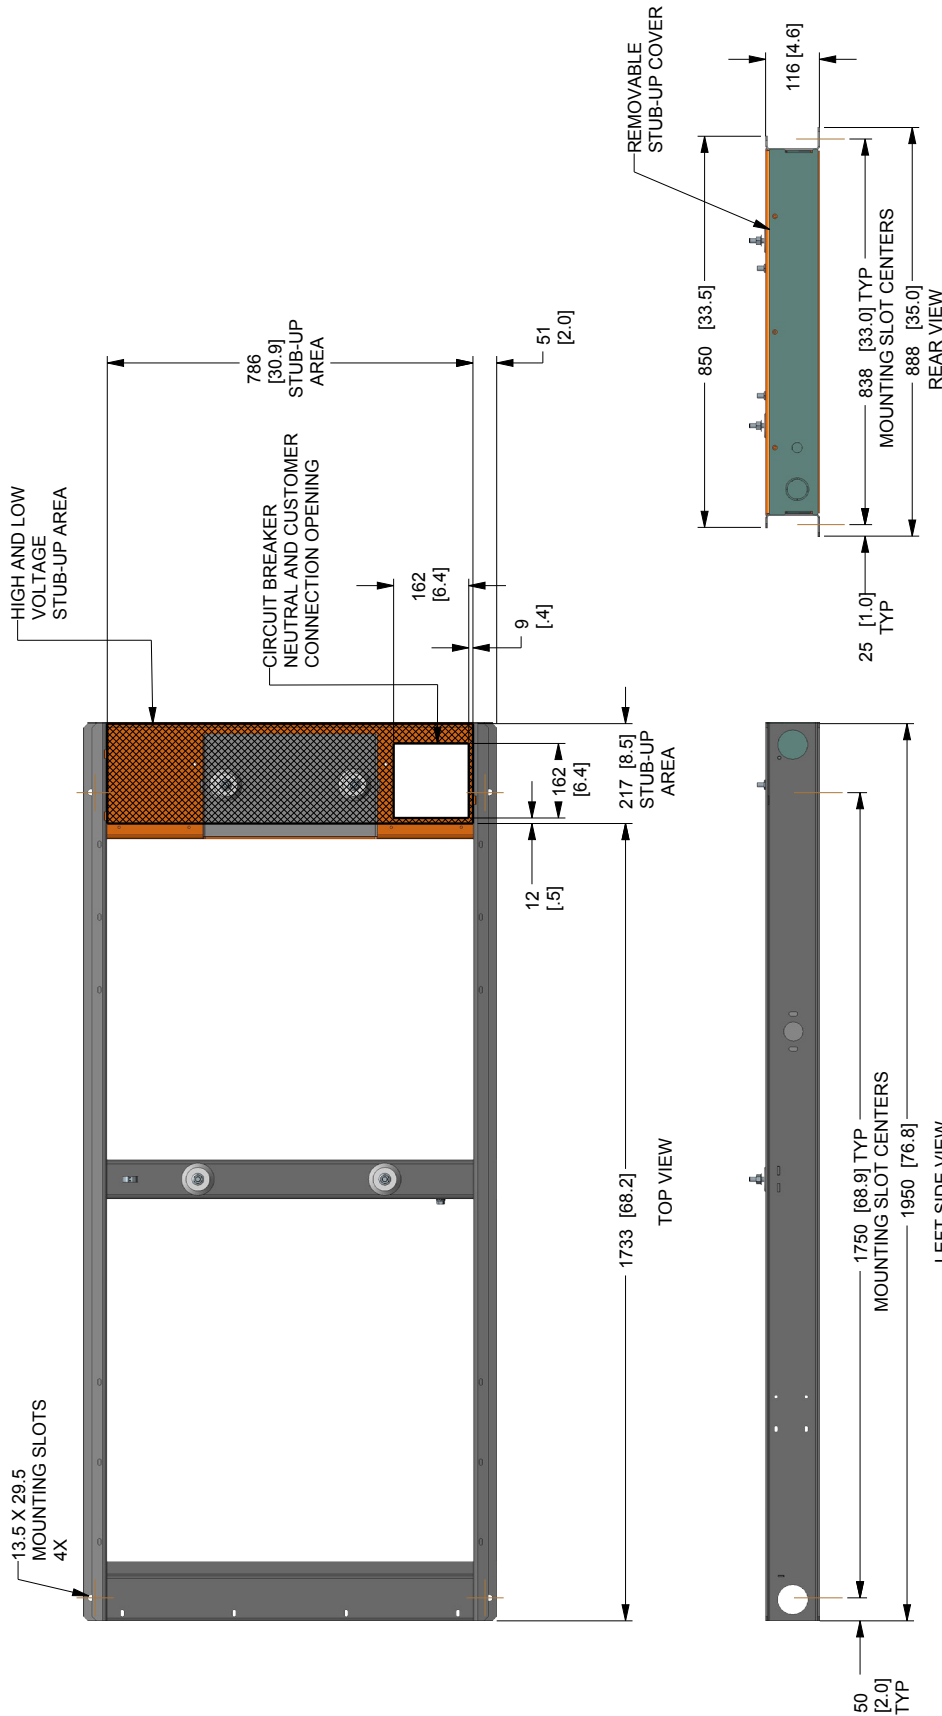 13.5 X 29.5
MOUNTING SLOTS
4X
HIGH AND LOW
VOLTAGE
STUB-UP AREA
CIRCUIT BREAKER
NEUTRAL AND CUSTOMER
CONNECTION OPENING
786
[30.9]
STUB-UP
AREA
51
[2.0]
162
[6.4]
9
[.4]
162
[6.4]
217 [8.5]
STUB-UP
AREA
12
[.5]
1733 [68.2]
TOP VIEW
REMOVABLE
STUB-UP COVER
116 [4.6]
850 [33.5]
838 [33.0] TYP
MOUNTING SLOT CENTERS
888 [35.0]
REAR VIEW
25 [1.0]
TYP
1750 [68.9] TYP
MOUNTING SLOT CENTERS
1950 [76.8]
LEFT SIDE VIEW
50
[2.0]
TYP